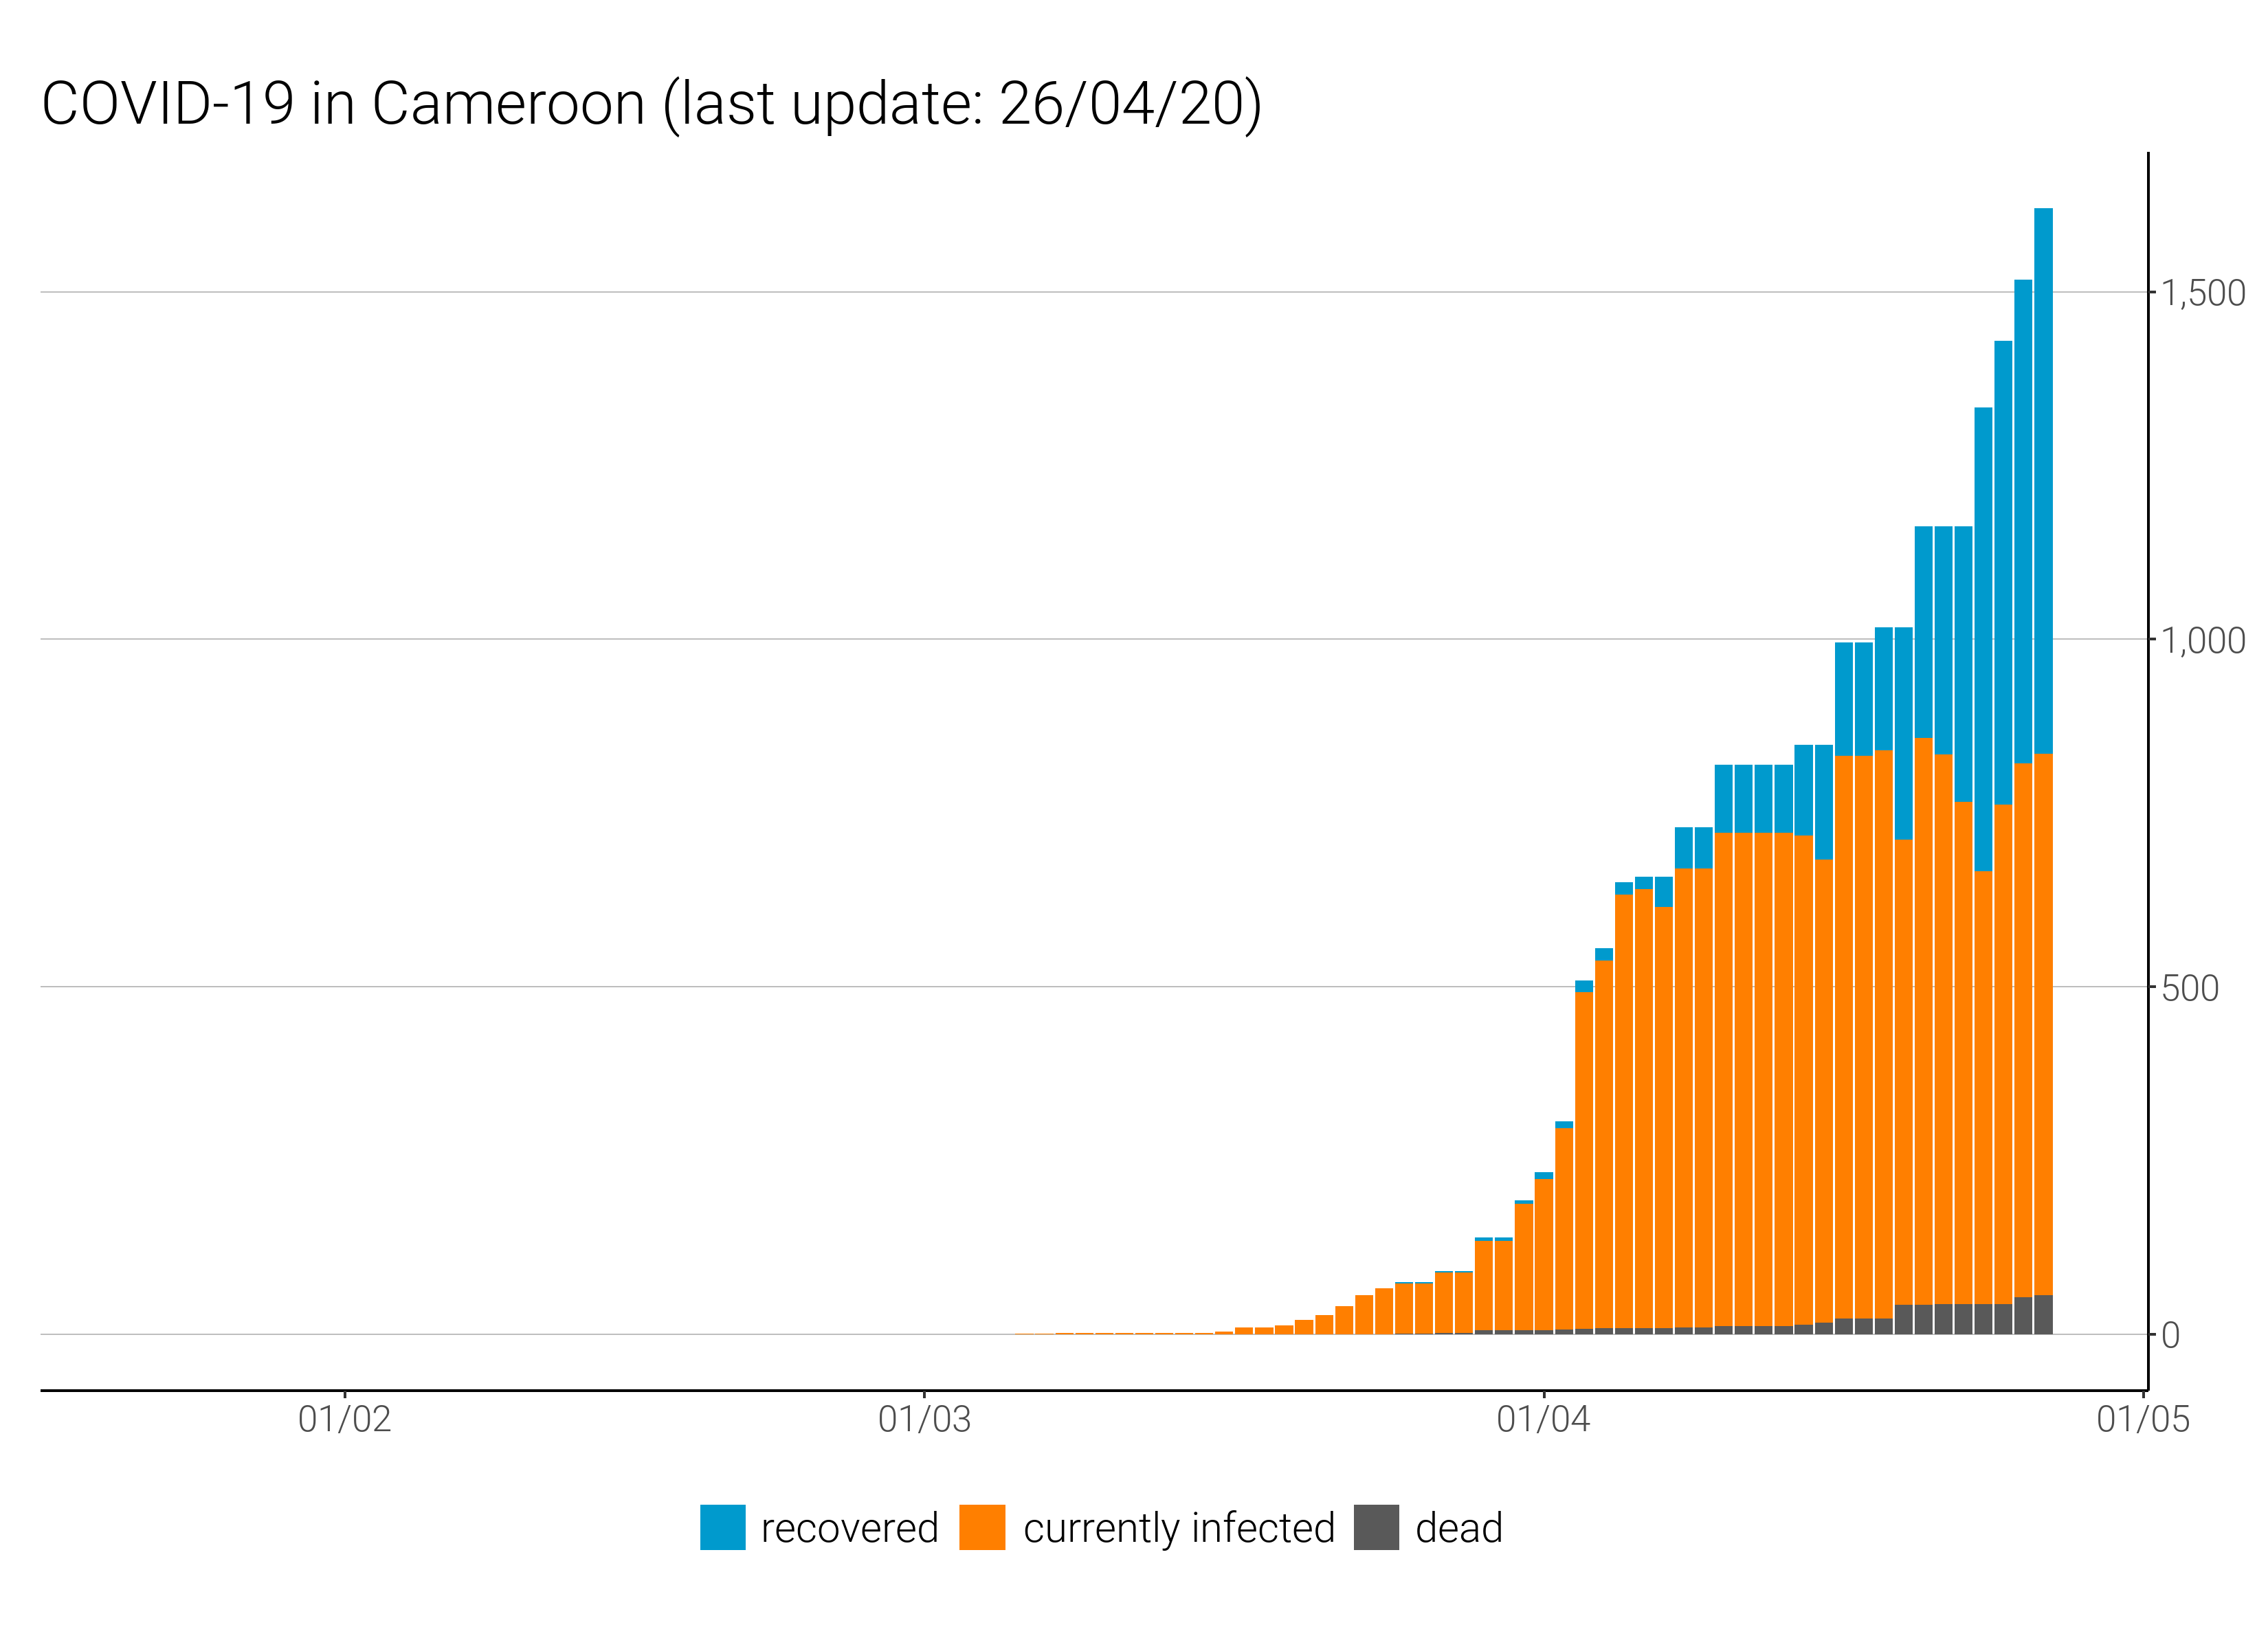 COVID-19 in Cameroon (last update: 26/04/20)
1,500
1,000
500
0
01/02 01/03 01/04 01/05
recovered currently infected dead